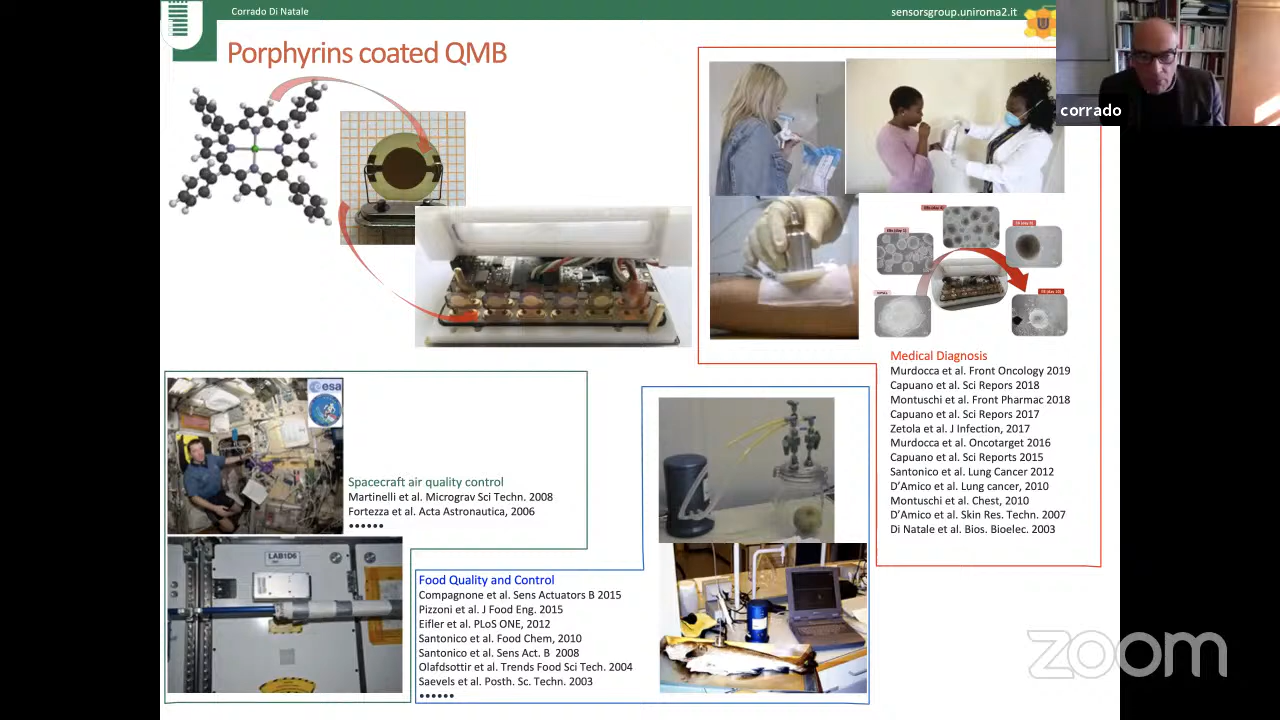 Corrado Di Natale
sensorsgroup.uniroma2.it
Porphyrins coated QMB
corrado
Medical Diagnosis
Murdocca et al. Front Oncology 2019
Capuano et al. Sci Repors 2018
Montuschi et al. Front Pharmac 2018
Capuano et al. Sci Repors 2017
Zetola et al. J Infection, 2017
Murdocca et al. Oncotarget 2016
Capuano et al. Sci Reports 2015
Santonico et al. Lung Cancer 2012
D'Amico et al. Lung cancer, 2010
Montuschi et al. Chest, 2010
D'Amico et al. Skin Res. Techn. 2007
Di Natale et al. Bios. Bioelec. 2003
esa
Spacecraft air quality control
Martinelli et al. Micrograv Sci Techn. 2008
Fortezza et al. Acta Astronautica, 2006
••••••
LAB1D6
Food Quality and Control
Compagnone et al. Sens Actuators B 2015
Pizzoni et al. J Food Eng. 2015
Eifler et al. PLoS ONE, 2012
Santonico et al. Food Chem, 2010
Santonico et al. Sens Act. B 2008
Olafdsottir et al. Trends Food Sci Tech. 2004
Saevels et al. Posth. Sc. Techn. 2003
••••••
zoom